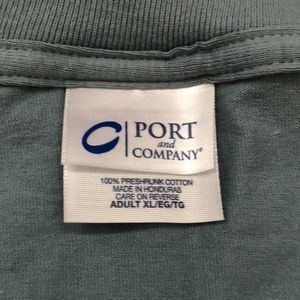 PORT
and
COMPANY®
100% PRESHRUNK COTTON
MADE IN HONDURAS
CARE ON REVERSE
ADULT XL/EG/TG